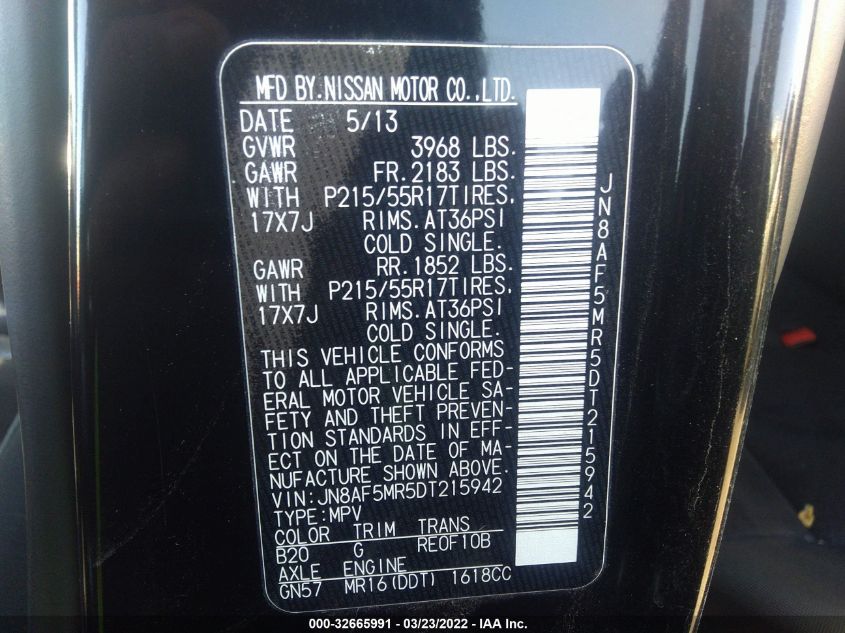 MFD BY.NISSAN MOTOR CO.,LTD.
DATE 5/13
GVWR 3968 LBS.
GAWR FR.2183 LBS.
WITH P215/55R17TIRES.
17X7J RIMS.AT36PSI
COLD SINGLE.
GAWR RR.1852 LBS.
WITH P215/55R17TIRES.
17X7J RIMS.AT36PSI
COLD SINGLE.
THIS VEHICLE CONFORMS
TO ALL APPLICABLE FED-
ERAL MOTOR VEHICLE SA-
FETY AND THEFT PREVEN-
TION STANDARDS IN EFF-
ECT ON THE DATE OF MA-
NUFACTURE SHOWN ABOVE.
VIN:JN8AF5MR5DT215942
TYPE:MPV
COLOR TRIM TRANS
B20 G RE0F10B
AXLE ENGINE
GN57 MR16(DDT) 1618CC
JN8AF5MR5DT215942
000-32665991 / 03/23/2022 - IAA Inc.